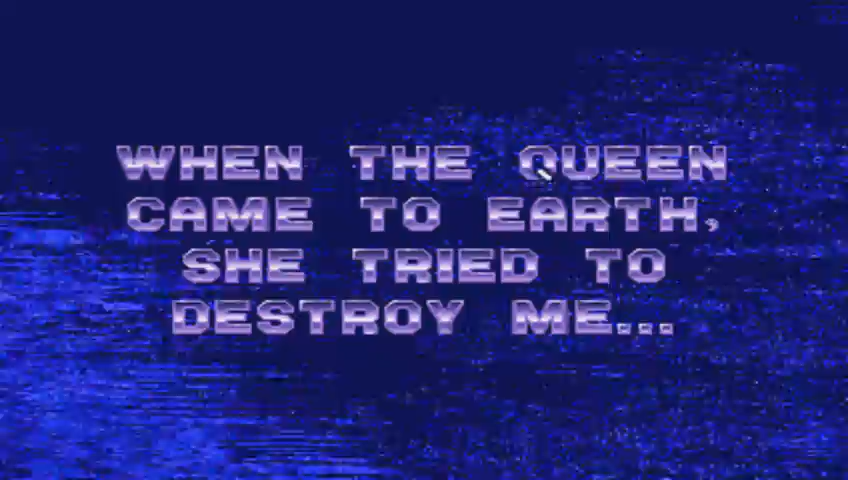 WHEN THE QUEEN
CAME TO EARTH,
SHE TRIED TO
DESTROY ME...